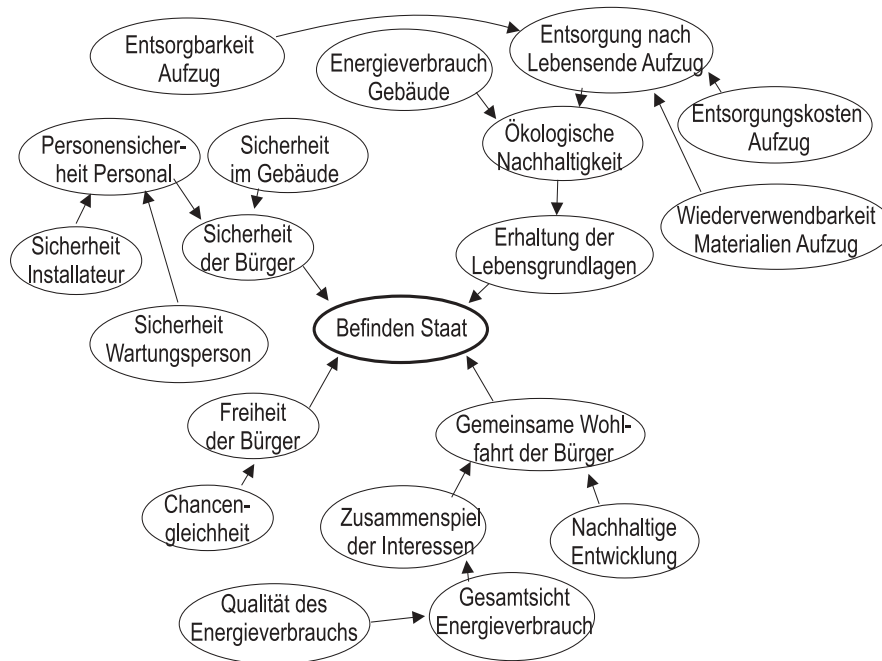 Entsorgbarkeit
Aufzug
Entsorgung nach
Lebensende Aufzug
Energieverbrauch
Gebäude
Entsorgungskosten
Aufzug
Ökologische
Nachhaltigkeit
Personensicher-
heit Personal
Sicherheit
im Gebäude
Wiederverwendbarkeit
Materialien Aufzug
Sicherheit
Installateur
Sicherheit
der Bürger
Erhaltung der
Lebensgrundlagen
Befinden Staat
Sicherheit
Wartungsperson
Freiheit
der Bürger
Gemeinsame Wohl-
fahrt der Bürger
Chancen-
gleichheit
Zusammenspiel
der Interessen
Nachhaltige
Entwicklung
Qualität des
Energieverbrauchs
Gesamtsicht
Energieverbrauch